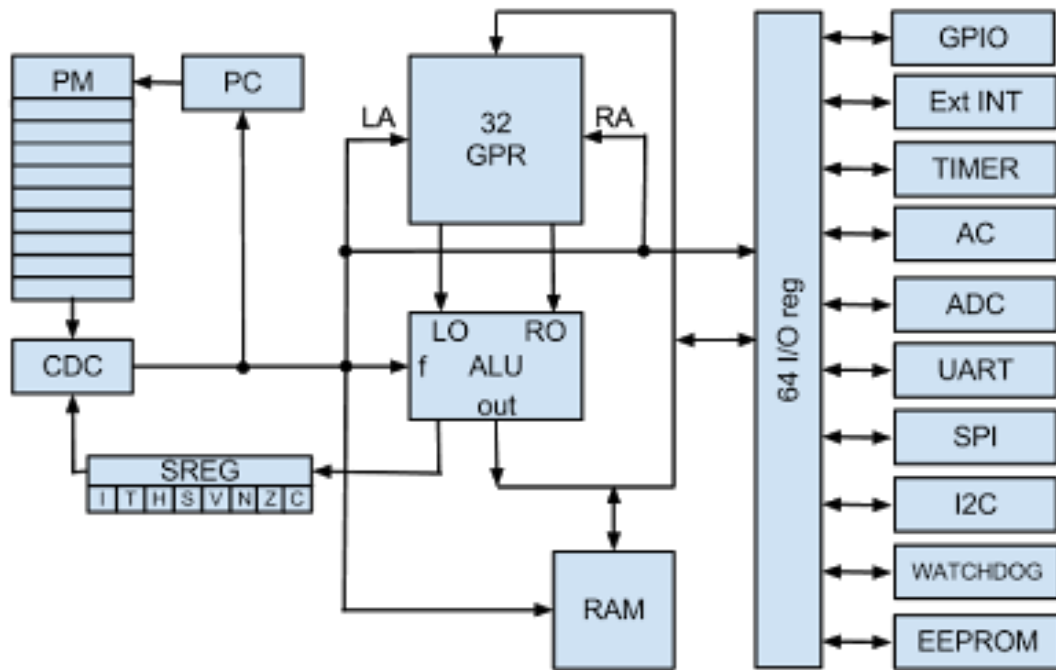 PM
PC
LA
32
GPR
RA
CDC
LO
RO
f
ALU
out
SREG
I T H S V N Z C
RAM
64 I/O reg
GPIO
Ext INT
TIMER
AC
ADC
UART
SPI
I2C
WATCHDOG
EEPROM